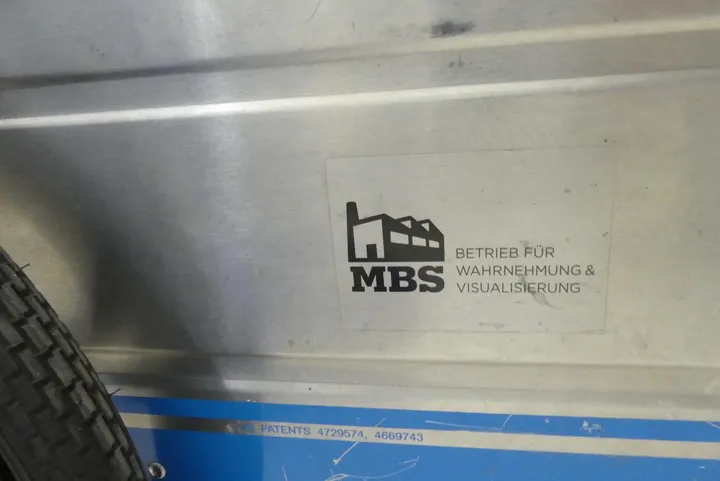 MBS
BETRIEB FÜR
WAHRNEHMUNG &
VISUALISIERUNG
PATENTS 4729574, 4669743